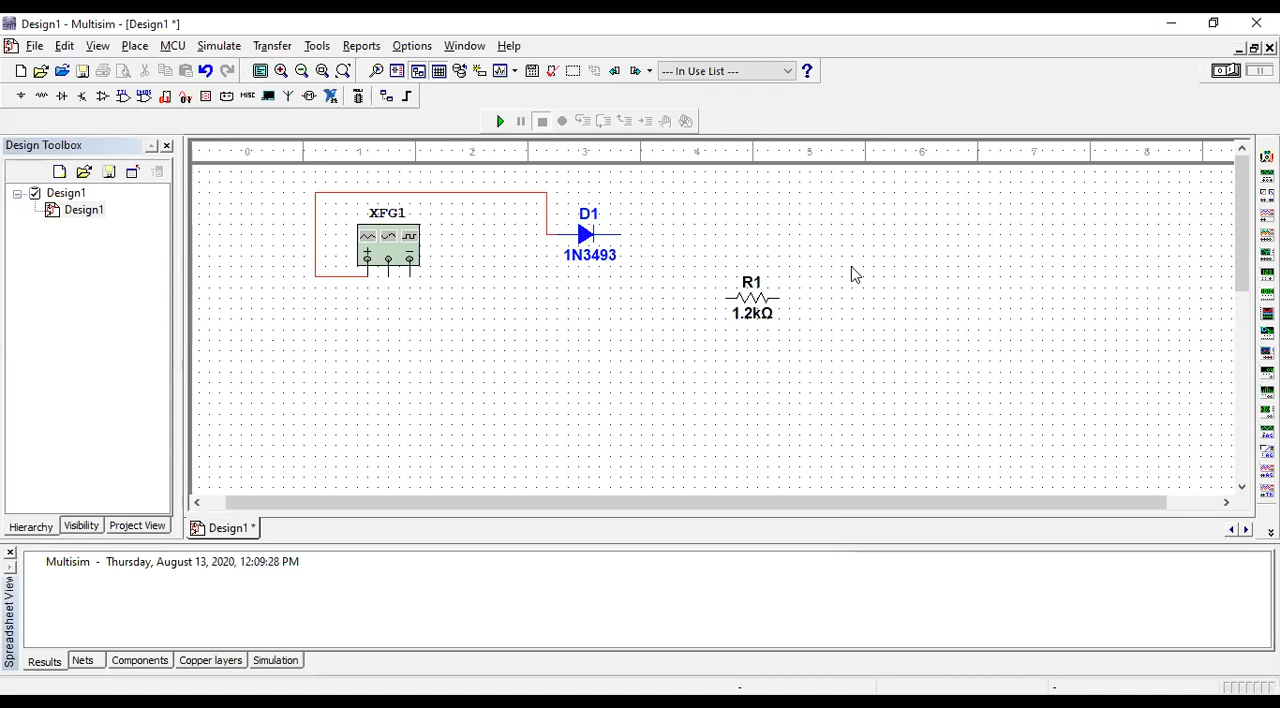 Design1 - Multisim - [Design1 *]
File Edit View Place MCU Simulate Transfer Tools Reports Options Window Help
--- In Use List ---
MISC
Design Toolbox
0 1 2 3 4 5 6 7 8
Design1
Design1
XFG1
D1
1N3493
R1
1.2kΩ
Hierarchy Visibility Project View
Design1 *
Multisim - Thursday, August 13, 2020, 12:09:28 PM
Spreadsheet View
Results Nets Components Copper layers Simulation